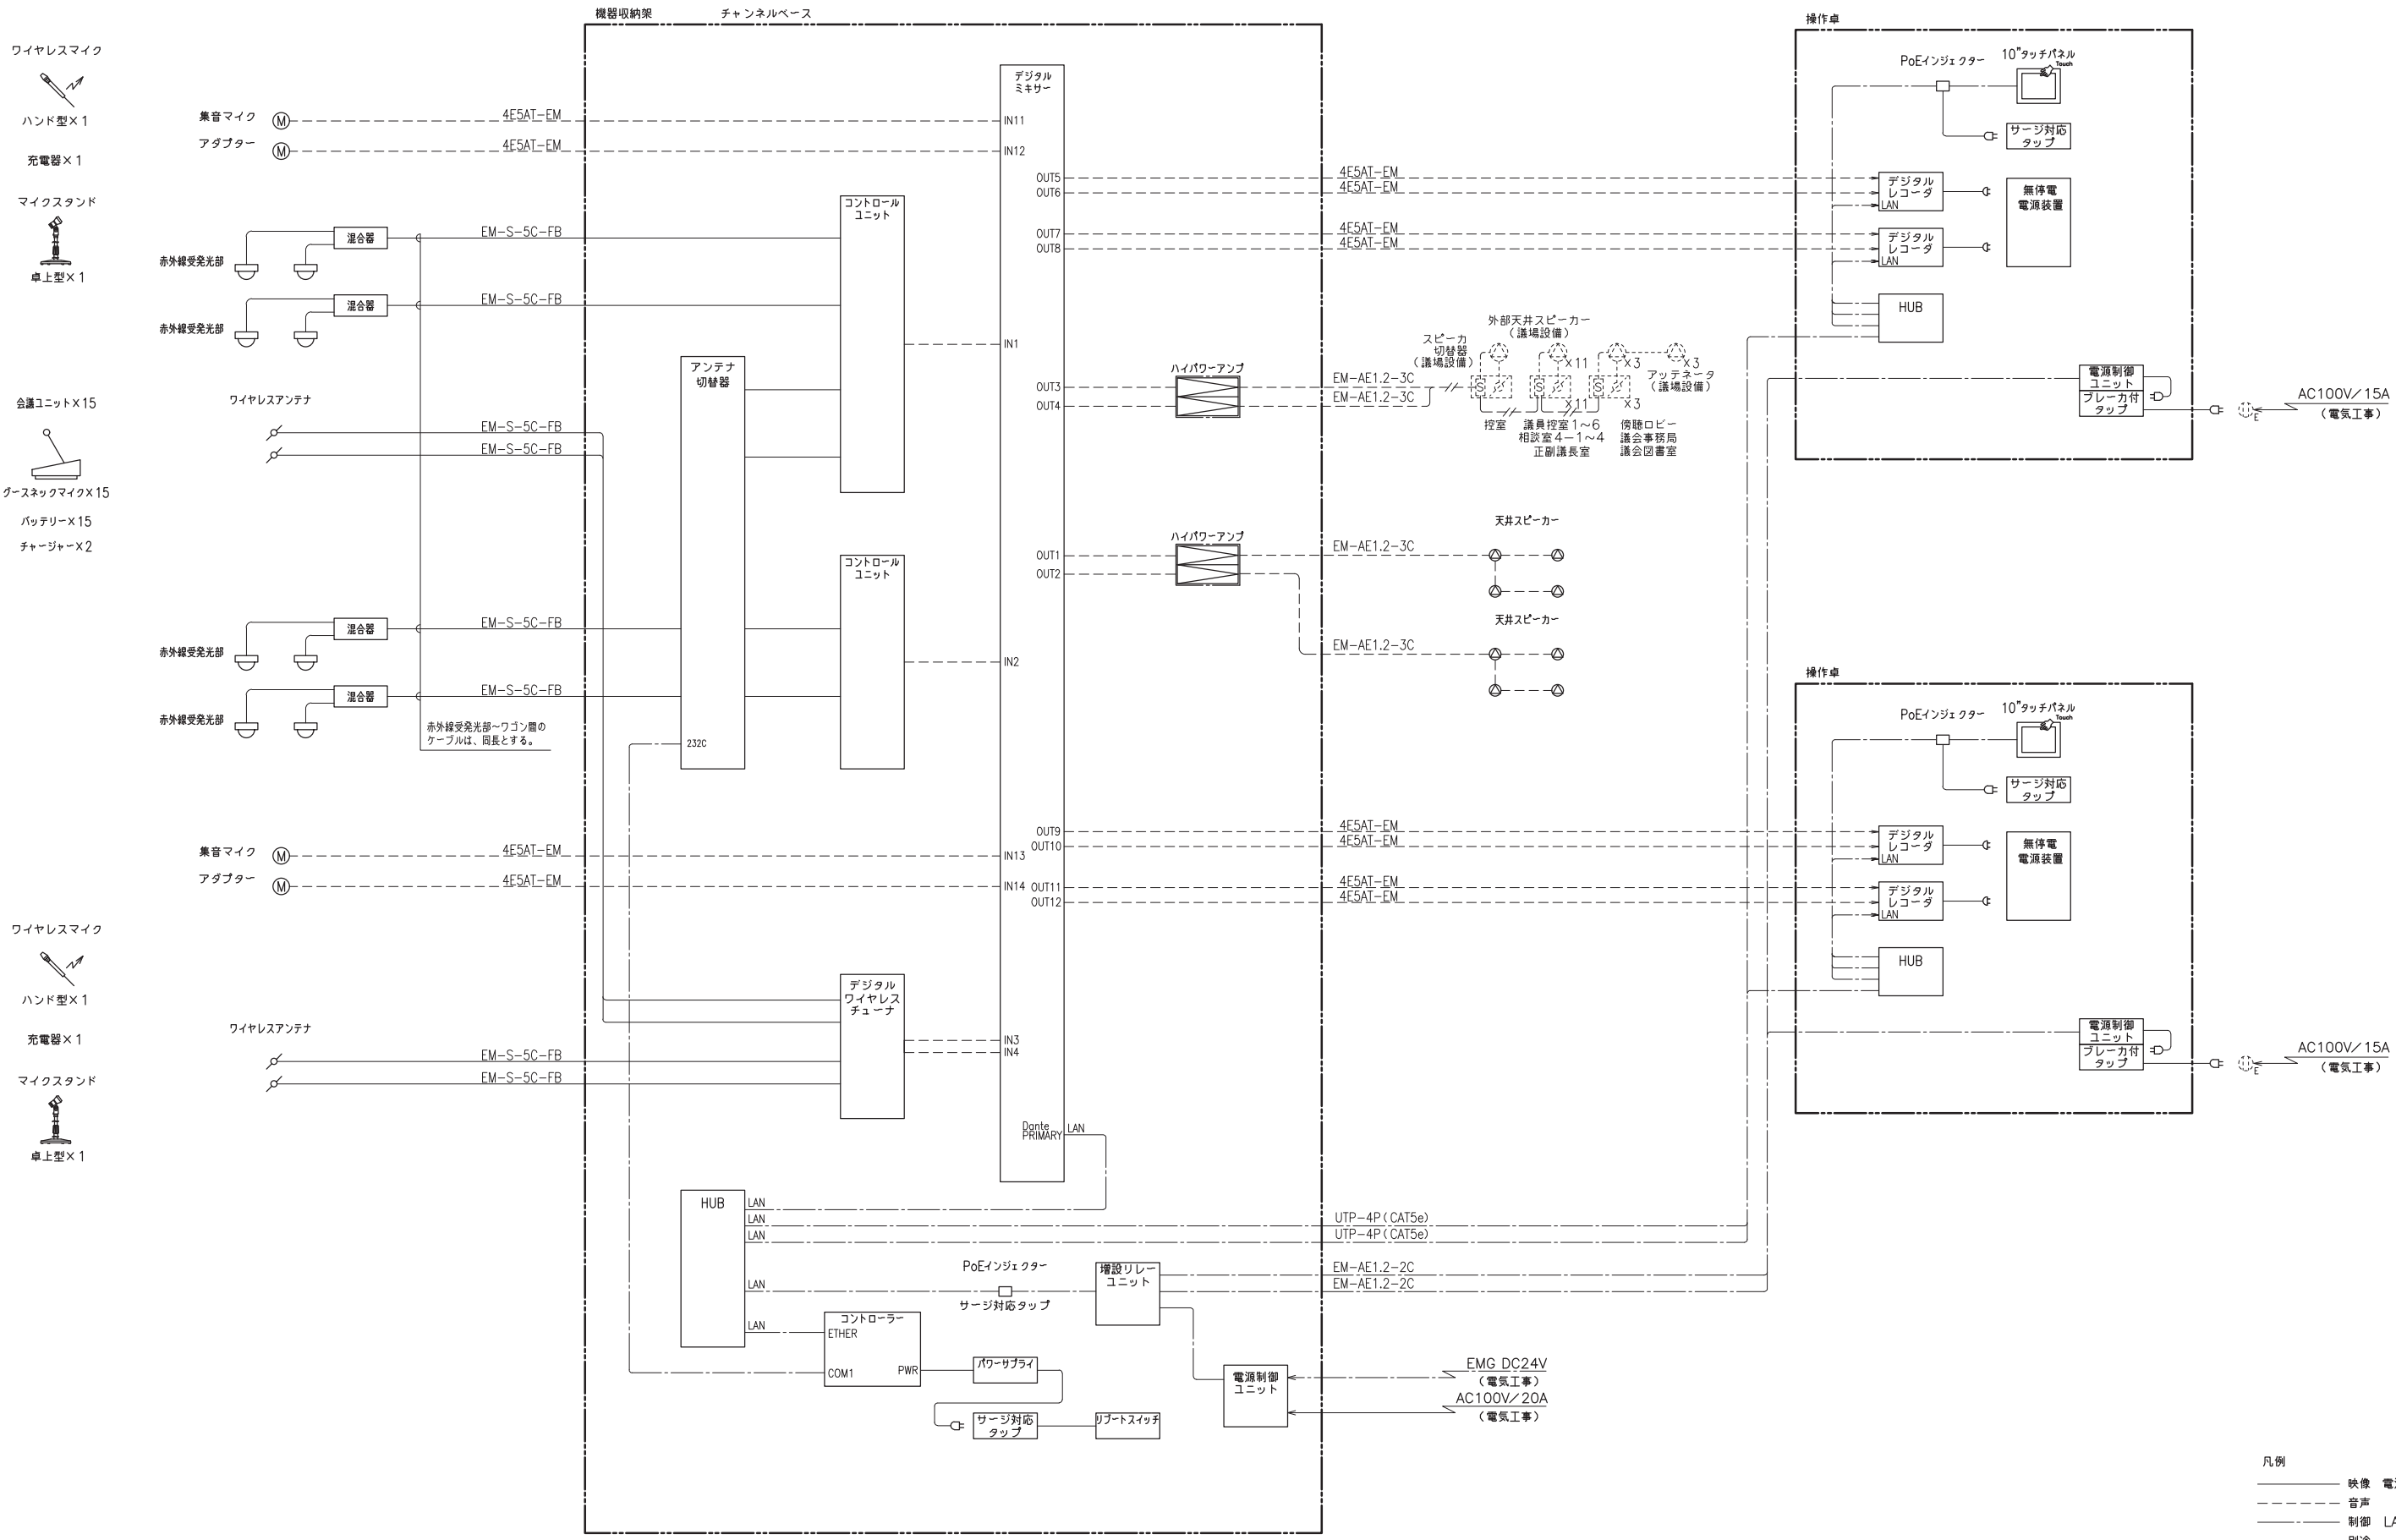 機器収納架
チャンネルベース
操作卓
ワイヤレスマイク
ハンド型×1
充電器×1
マイクスタンド
卓上型×1
会議ユニット×15
グースネックマイク×15
バッテリー×15
チャージャー×2
集音マイク
アダプター
M
M
4E5AT-EM
4E5AT-EM
赤外線受発光部
混合器
EM-S-5C-FB
赤外線受発光部
混合器
EM-S-5C-FB
ワイヤレスアンテナ
EM-S-5C-FB
EM-S-5C-FB
赤外線受発光部
混合器
EM-S-5C-FB
赤外線受発光部
混合器
EM-S-5C-FB
赤外線受発光部~ワゴン間の
ケーブルは、同長とする。
集音マイク
アダプター
M
M
4E5AT-EM
4E5AT-EM
ワイヤレスマイク
ハンド型×1
充電器×1
マイクスタンド
卓上型×1
ワイヤレスアンテナ
EM-S-5C-FB
EM-S-5C-FB
アンテナ
切替器
232C
コントロール
ユニット
コントロール
ユニット
デジタル
ワイヤレス
チューナ
デジタル
ミキサー
IN11
IN12
OUT5
OUT6
OUT7
OUT8
IN1
OUT3
OUT4
OUT1
OUT2
IN2
OUT9
OUT10
IN13
IN14
OUT11
OUT12
IN3
IN4
Dante
PRIMARY
LAN
ハイパワーアンプ
ハイパワーアンプ
4E5AT-EM
4E5AT-EM
4E5AT-EM
4E5AT-EM
EM-AE1.2-3C
EM-AE1.2-3C
スピーカ
切替器
(議場設備)
外部天井スピーカー
(議場設備)
×11
×3
×3
アッテネータ
(議場設備)
S
S
S
×11
×3
控室
議員控室1~6
相談室4-1~4
正副議長室
傍聴ロビー
議会事務局
議会図書室
EM-AE1.2-3C
天井スピーカー
天井スピーカー
EM-AE1.2-3C
4E5AT-EM
4E5AT-EM
4E5AT-EM
4E5AT-EM
HUB
LAN
LAN
LAN
LAN
LAN
UTP-4P(CAT5e)
UTP-4P(CAT5e)
PoEインジェクター
サージ対応タップ
増設リレー
ユニット
EM-AE1.2-2C
EM-AE1.2-2C
コントローラー
ETHER
COM1
PWR
パワーサプライ
サージ対応
タップ
リブートスイッチ
電源制御
ユニット
EMG DC24V
(電気工事)
AC100V/20A
(電気工事)
PoEインジェクター
10"タッチパネル
Touch
サージ対応
タップ
デジタル
レコーダ
LAN
無停電
電源装置
デジタル
レコーダ
LAN
HUB
電源制御
ユニット
ブレーカ付
タップ
E
AC100V/15A
(電気工事)
操作卓
PoEインジェクター
10"タッチパネル
Touch
サージ対応
タップ
デジタル
レコーダ
LAN
無停電
電源装置
デジタル
レコーダ
LAN
HUB
電源制御
ユニット
ブレーカ付
タップ
E
AC100V/15A
(電気工事)
凡例
映像 
音声
制御